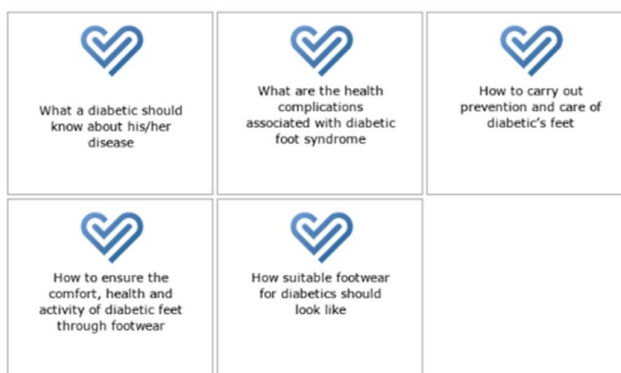 What a diabetic should
know about his/her
disease
What are the health
complications
associated with diabetic
foot syndrome
How to carry out
prevention and care of
diabetic's feet
How to ensure the
comfort, health and
activity of diabetic feet
through footwear
How suitable footwear
for diabetics should
look like